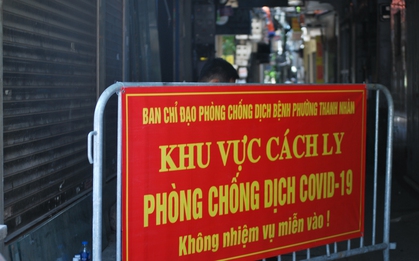 BAN CHỈ ĐẠO PHÒNG CHỐNG DỊCH BỆNH PHƯỜNG THANH NHÀN
KHU VỰC CÁCH LY
PHÒNG CHỐNG DỊCH COVID-19
Không nhiệm vụ miễn vào !